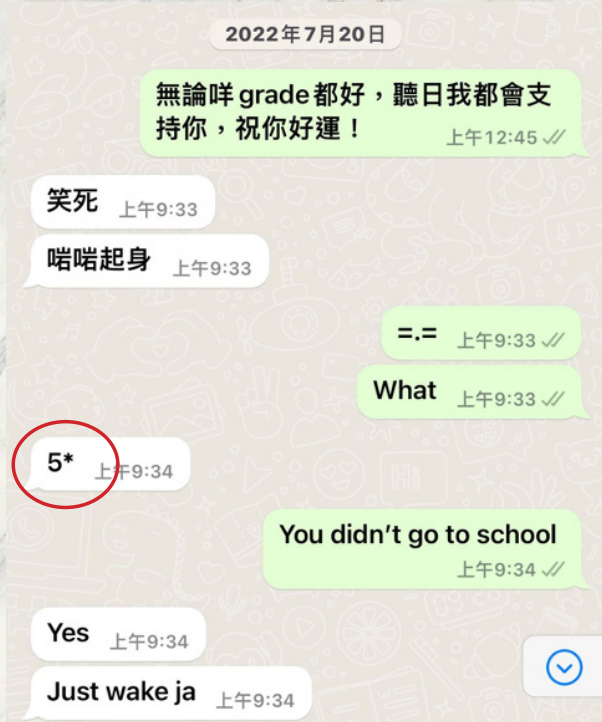 2022年7月20日
無論咩grade都好，聽日我都會支
持你，祝你好運！ 上午12:45
笑死 上午9:33
啱啱起身 上午9:33
=.= 上午9:33
What 上午9:33
5* 上午9:34
You didn’t go to school
上午9:34
Yes 上午9:34
Just wake ja 上午9:34